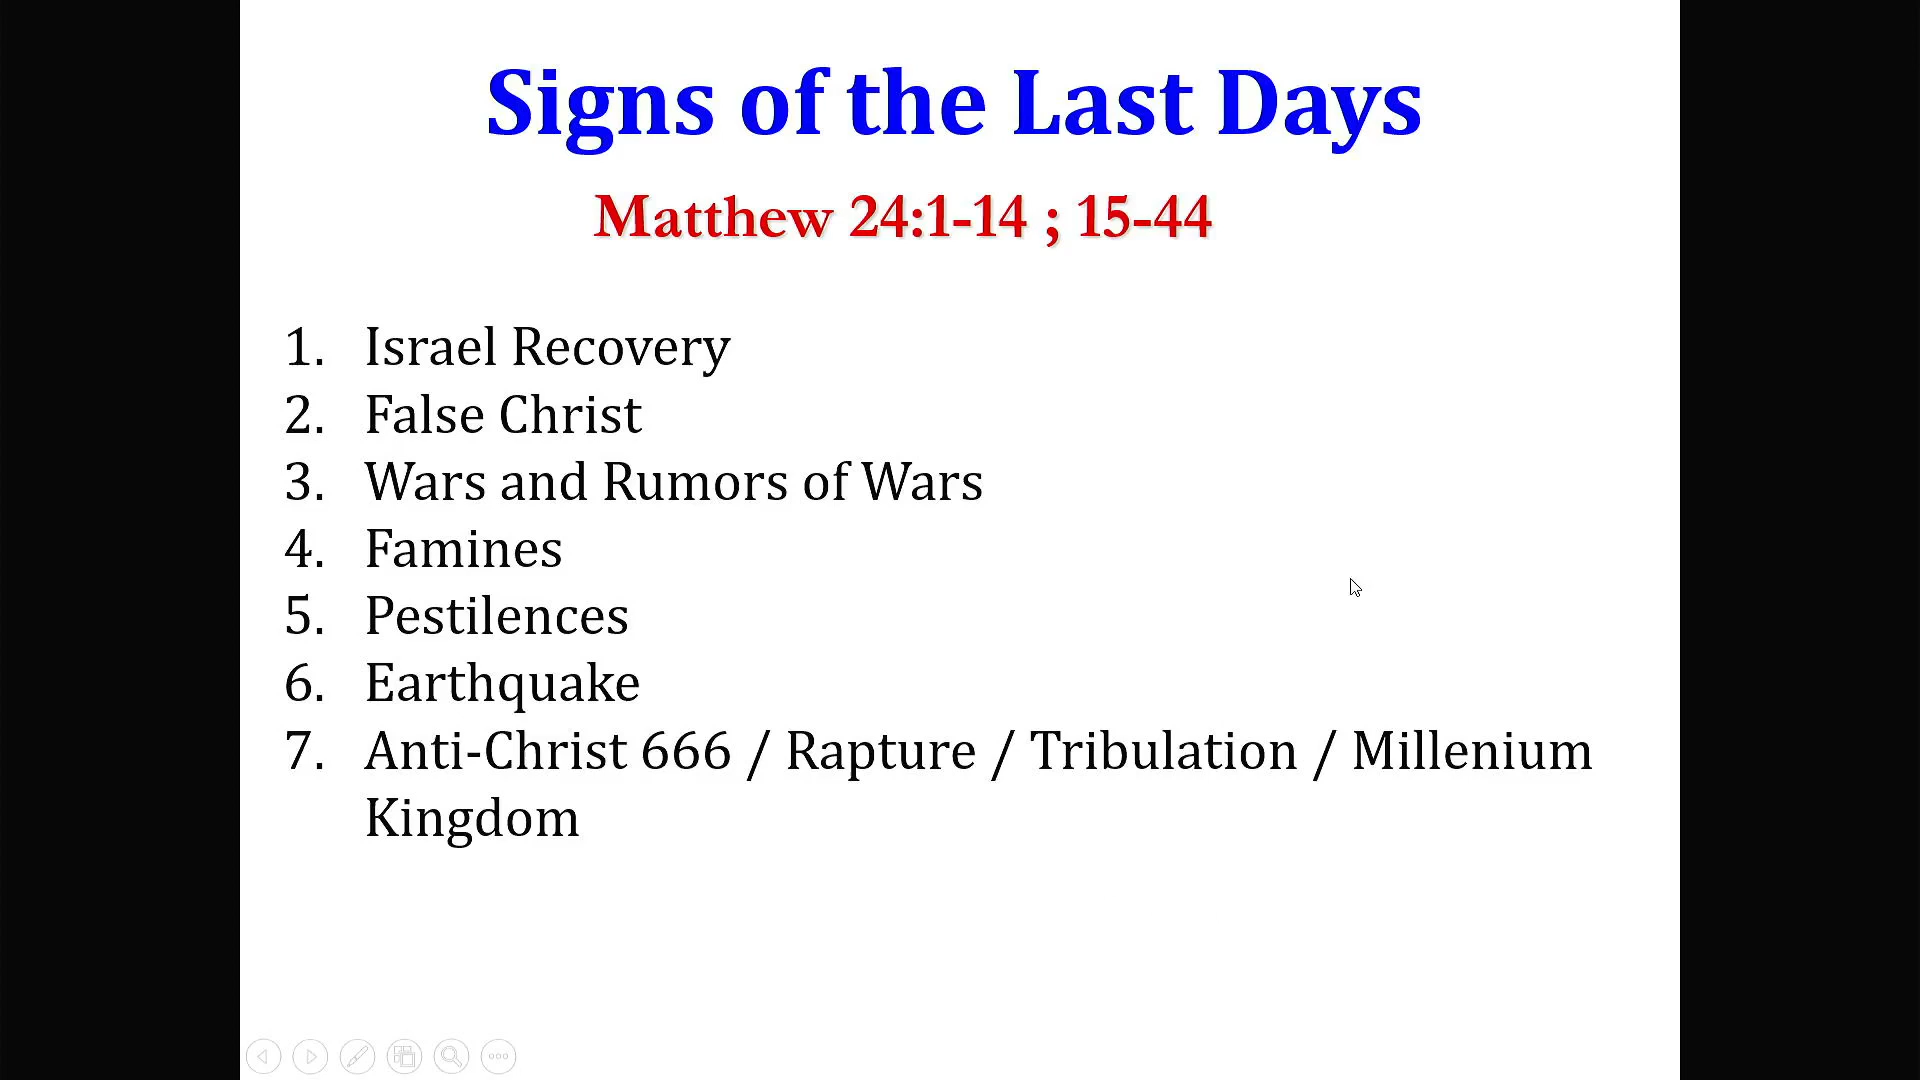 Signs of the Last Days
Matthew 24:1-14 ; 15-44
1. Israel Recovery
2. False Christ
3. Wars and Rumors of Wars
4. Famines
5. Pestilences
6. Earthquake
7. Anti-Christ 666 / Rapture / Tribulation / Millenium
Kingdom